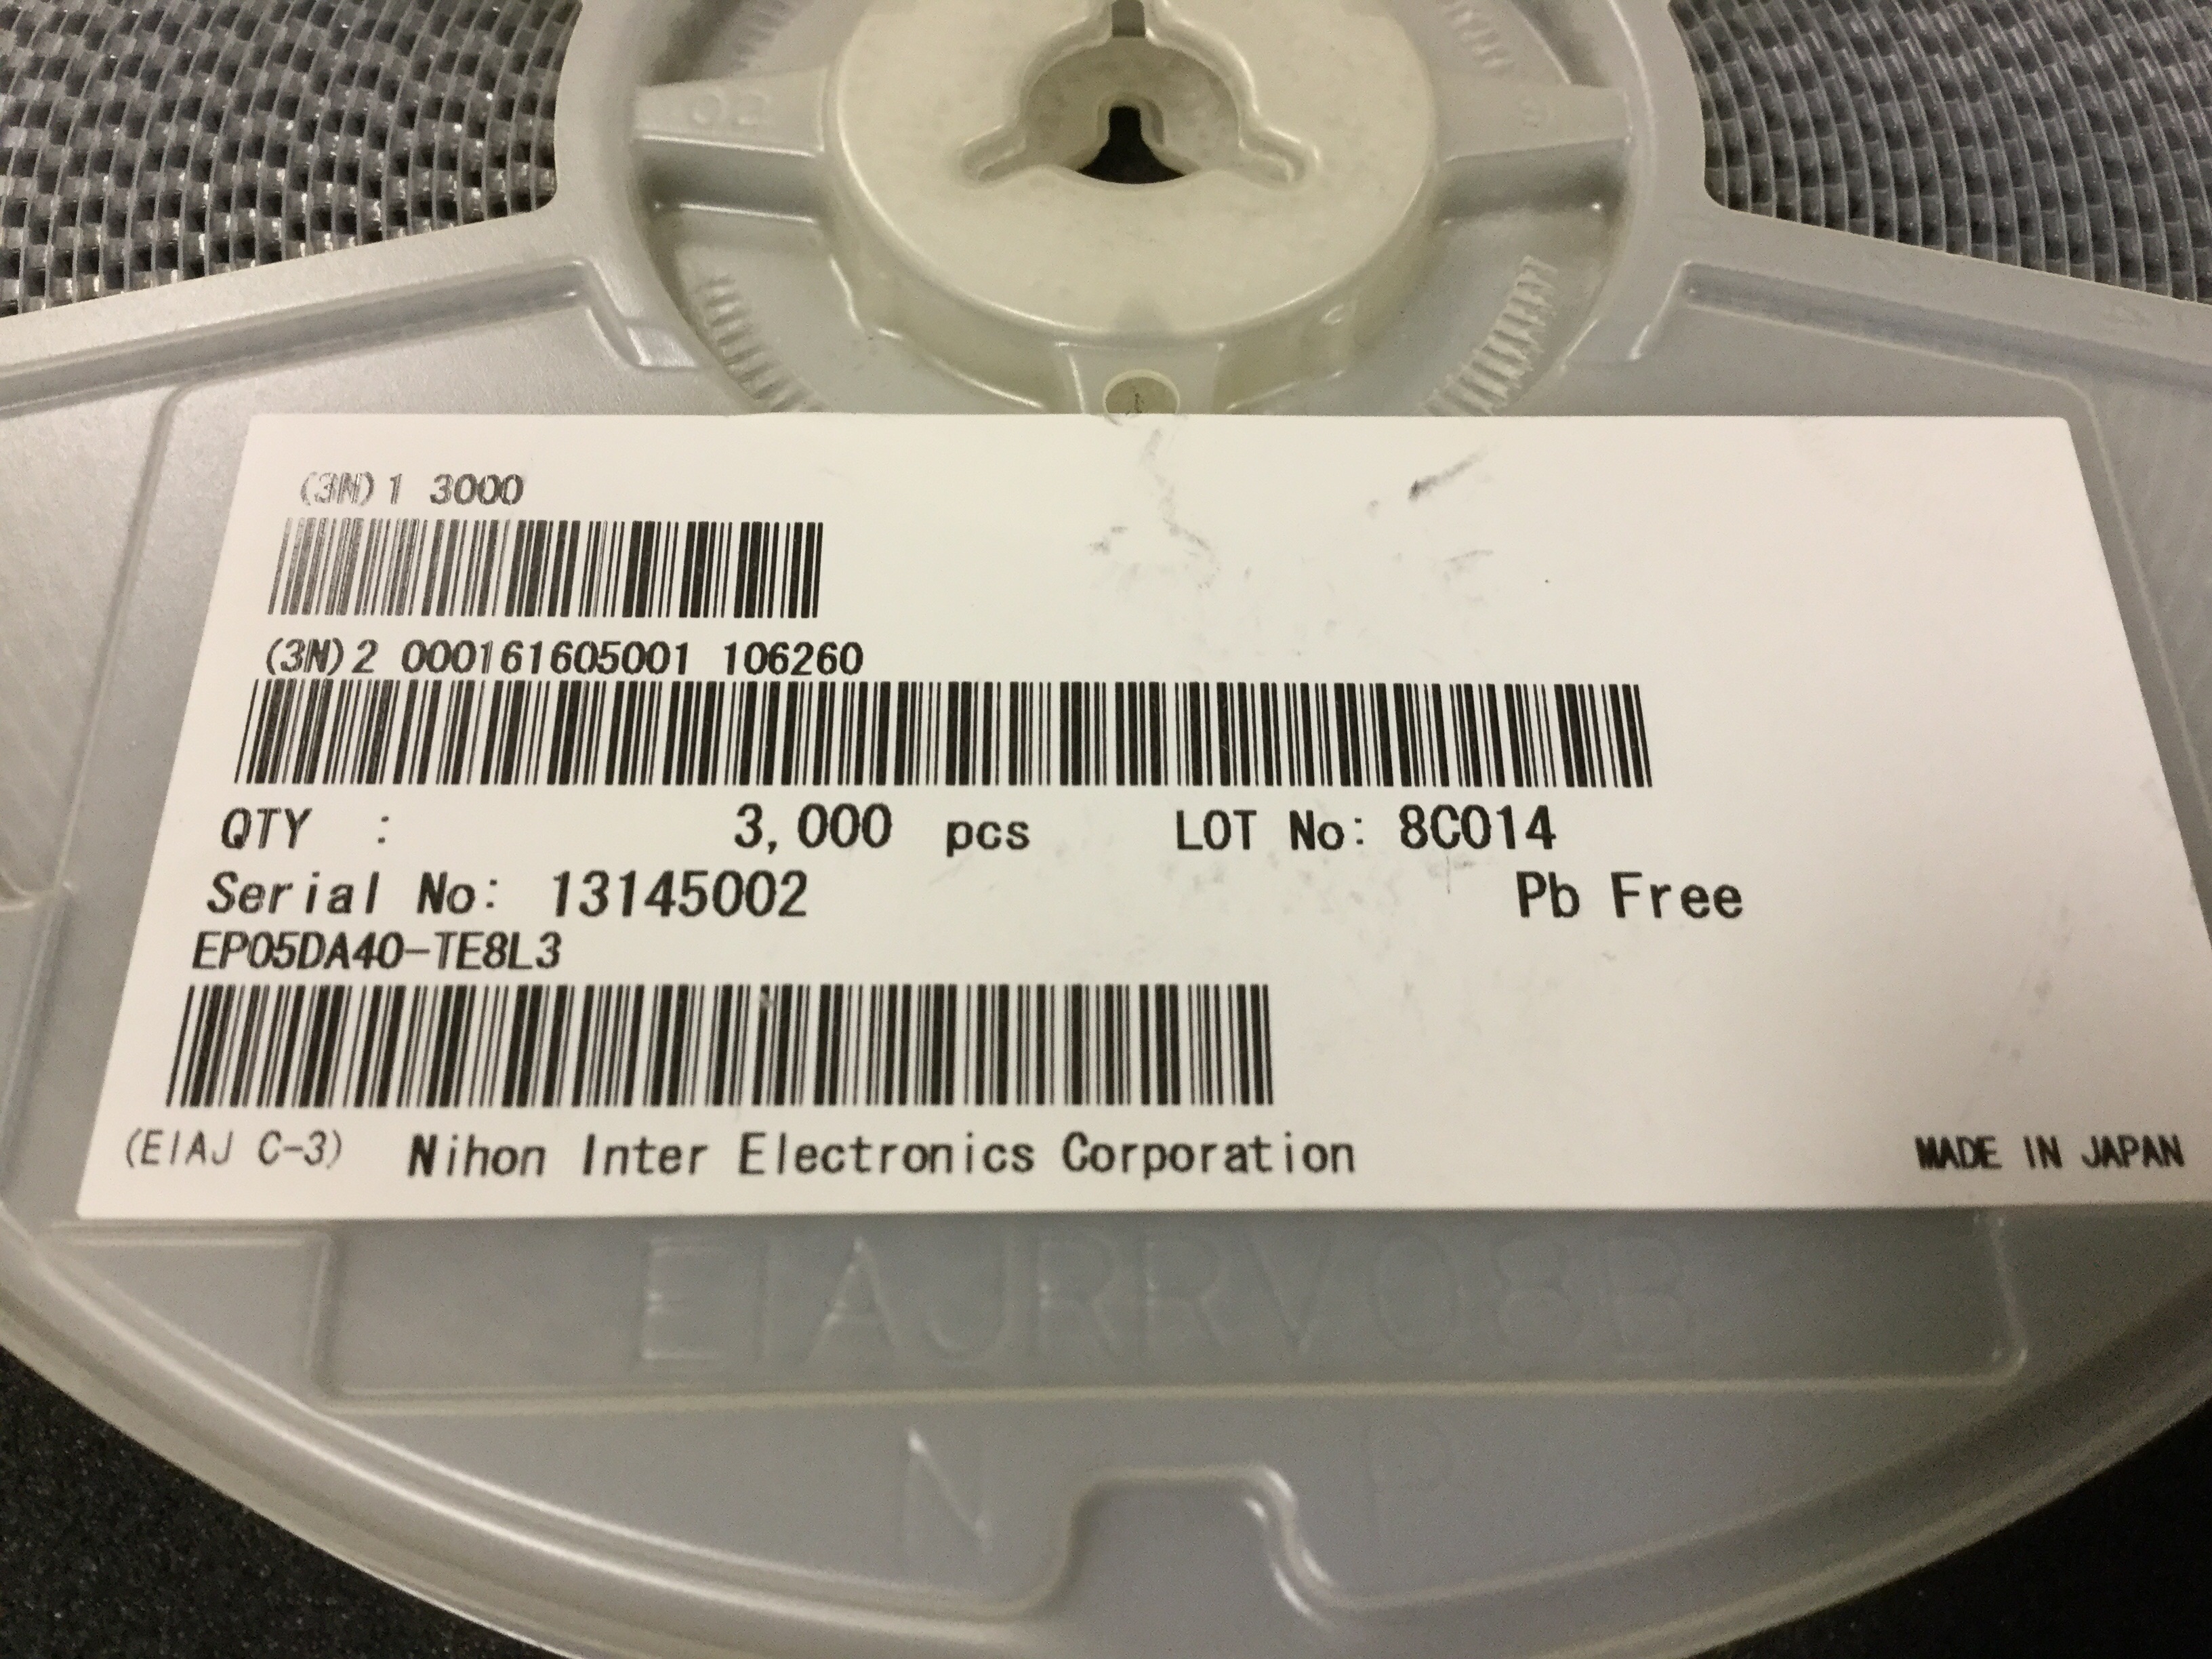 02
(3N)1 3000
(3N)2 000161605001 106260
QTY : 3,000 pcs LOT No: 8C014
Serial No: 13145002 Pb Free
EP05DA40-TE8L3
(EIAJ C-3) Nihon Inter Electronics Corporation MADE IN JAPAN
EIAJRRV08B
N P